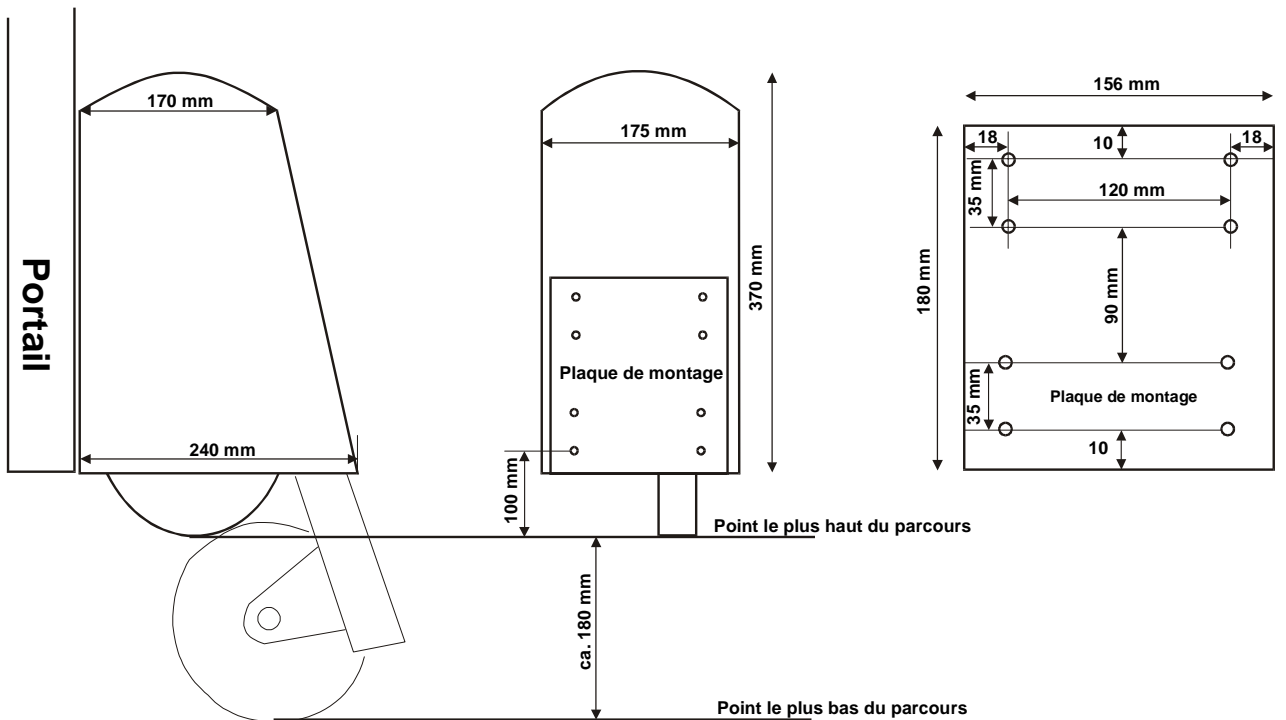 Portail
170 mm
240 mm
175 mm
370 mm
Plaque de montage
100 mm
Point le plus haut du parcours
ca. 180 mm
Point le plus bas du parcours
156 mm
18
10
18
35 mm
120 mm
180 mm
90 mm
35 mm
Plaque de montage
10